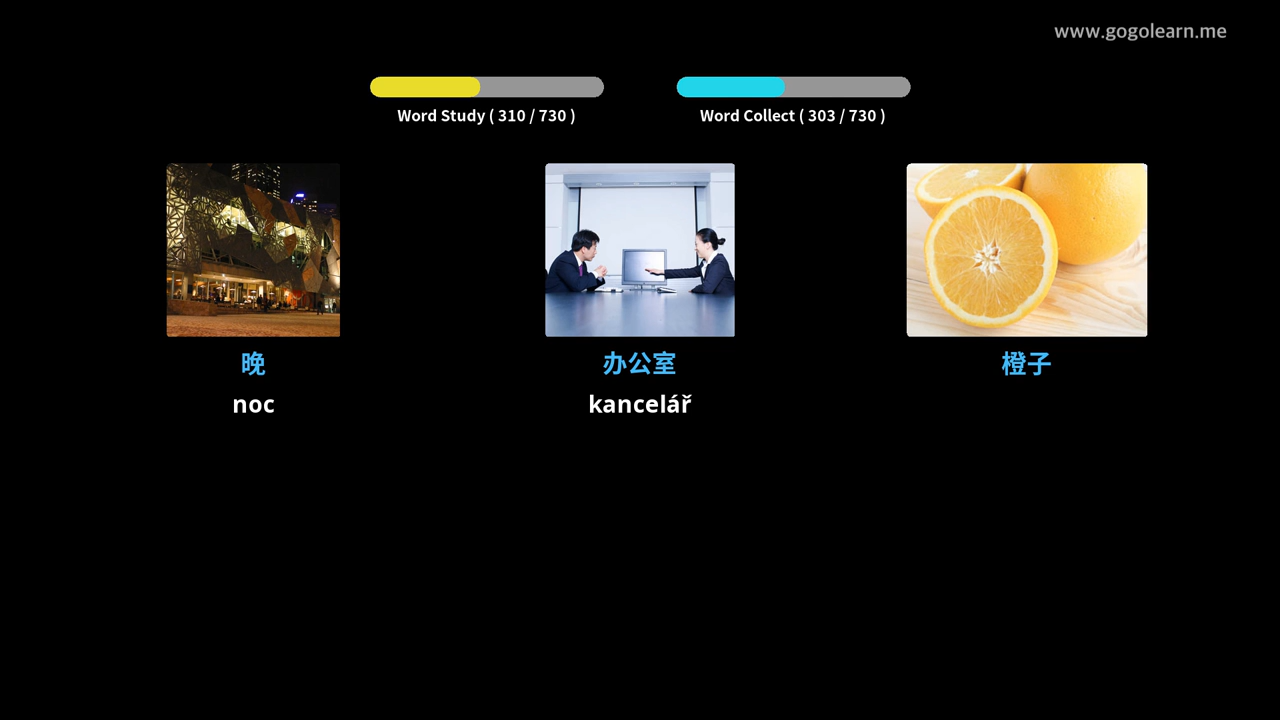 www.gogolearn.me
Word Study ( 310 / 730 )
Word Collect ( 303 / 730 )
晚
办公室
橙子
noc
kancelář